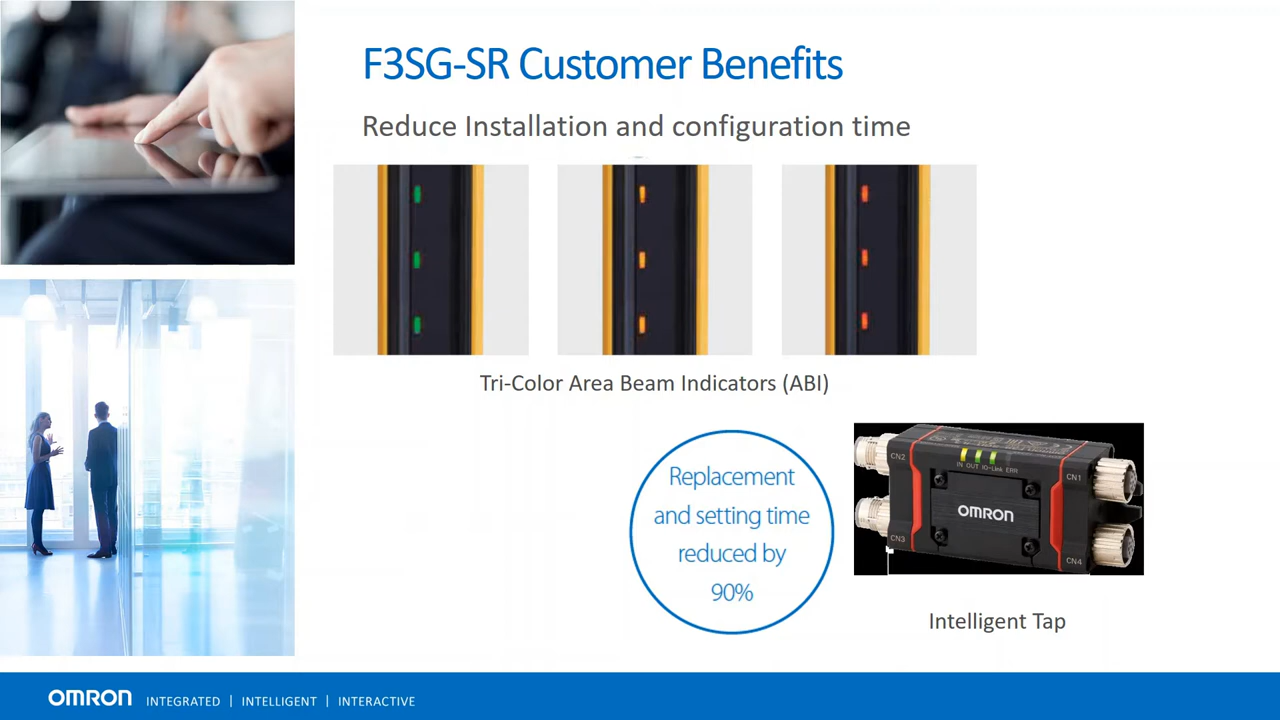 F3SG-SR Customer Benefits
Reduce Installation and configuration time
Tri-Color Area Beam Indicators (ABI)
Replacement
and setting time
reduced by
90%
CN2
IN OUT IO-Link ERR
CN1
OMRON
CN3
CN4
Intelligent Tap
OMRON INTEGRATED | INTELLIGENT | INTERACTIVE